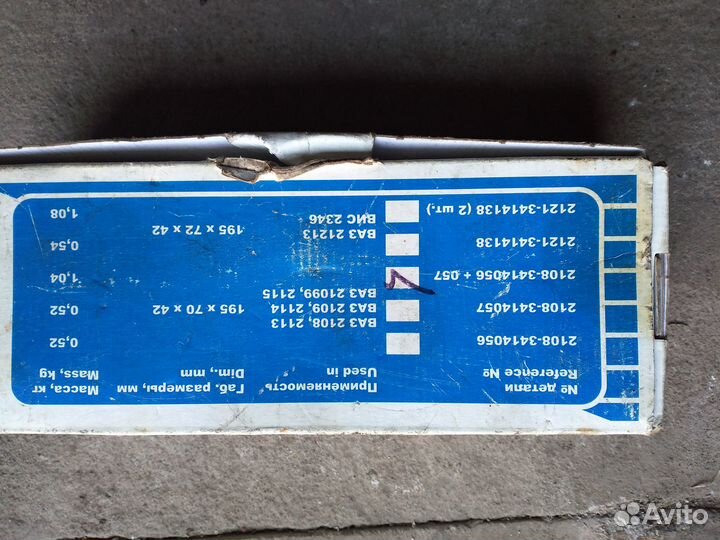 № детали Применяемость Габ. размеры, мм Масса, кг
Reference № Used in Dim., mm Mass, kg
2108-3414056 0,52
ВАЗ 2108, 2113
2108-3414057 ВАЗ 2109, 2114 195 x 70 x 42 0,52
ВАЗ 21099, 2115
2108-3414056 + 057 1,04
2121-3414138 0,54
ВАЗ 21213 195 x 72 x 42
ВИС 2346
2121-3414138 (2 шт.) 1,08
Avito